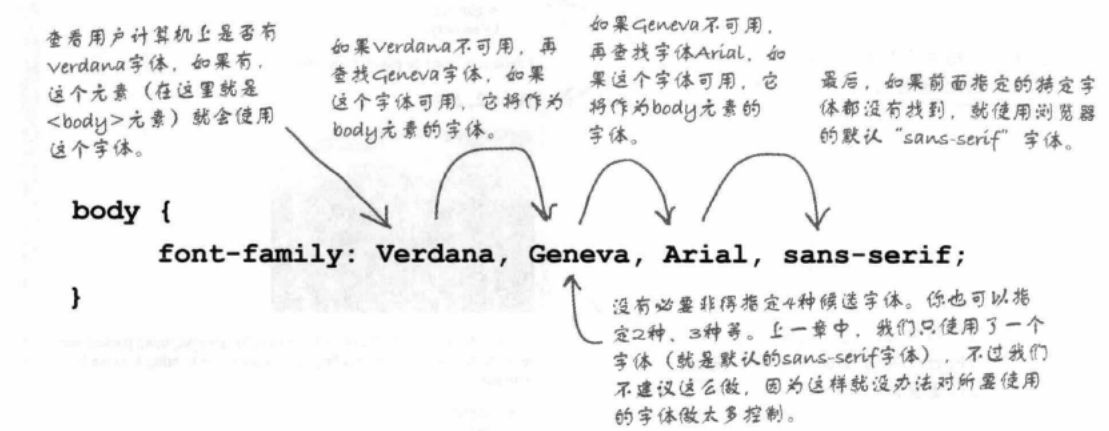 查看用户计算机上是否有
verdana字体，如果有，
这个元素（在这里就是
<body>元素）就会使用
这个字体。
如果verdana不可用，再
查找Geneva字体，如果
这个字体可用，它将作为
body元素的字体。
如果Geneva不可用，
再查找字体Arial，如
果这个字体可用，它
将作为body元素的
字体。
最后，如果前面指定的特定字
体都没有找到，就使用浏览器
的默认“sans-serif”字体。
body {
font-family: Verdana, Geneva, Arial, sans-serif;
}
没有必要非得指定4种候选字体。你也可以指
定2种、3种等。上一章中，我们只使用了一个
字体（就是默认的sans-serif字体），不过我们
不建议这么做，因为这样就没办法对所要使用
的字体做太多控制。